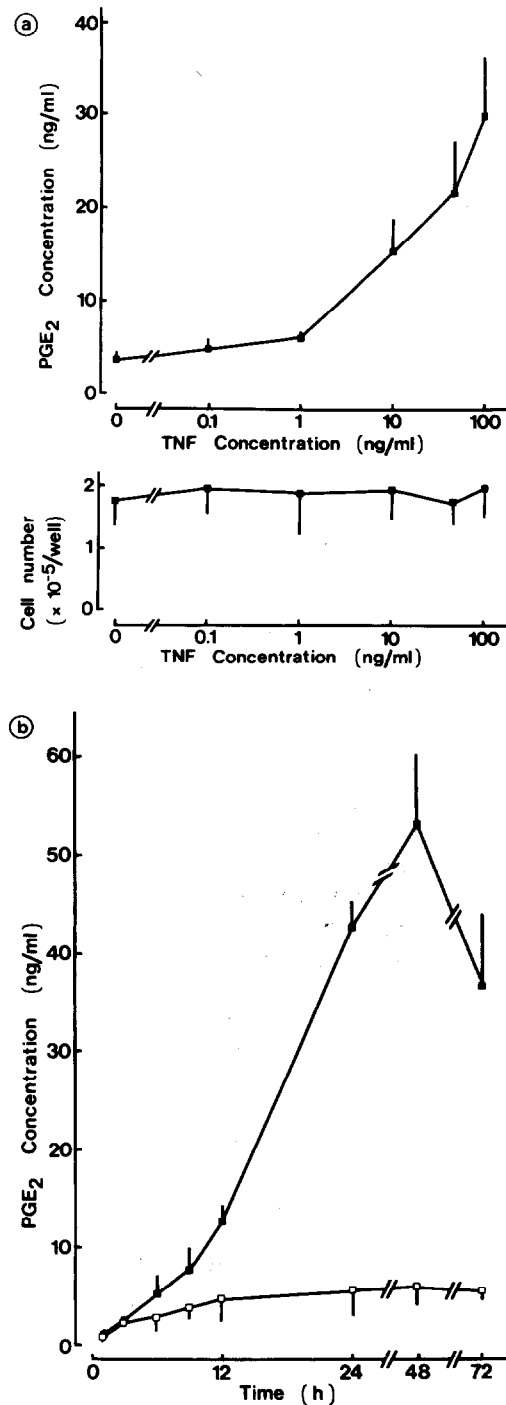 a
PGE2 Concentration (ng/ml)
40
30
20
10
0
0 0.1 1 10 100
TNF Concentration (ng/ml)
Cell number
(× 10-5/well)
2
1
0
0 0.1 1 10 100
TNF Concentration (ng/ml)
b
PGE2 Concentration (ng/ml)
60
50
40
30
20
10
0
0 12 24 48 72
Time (h)